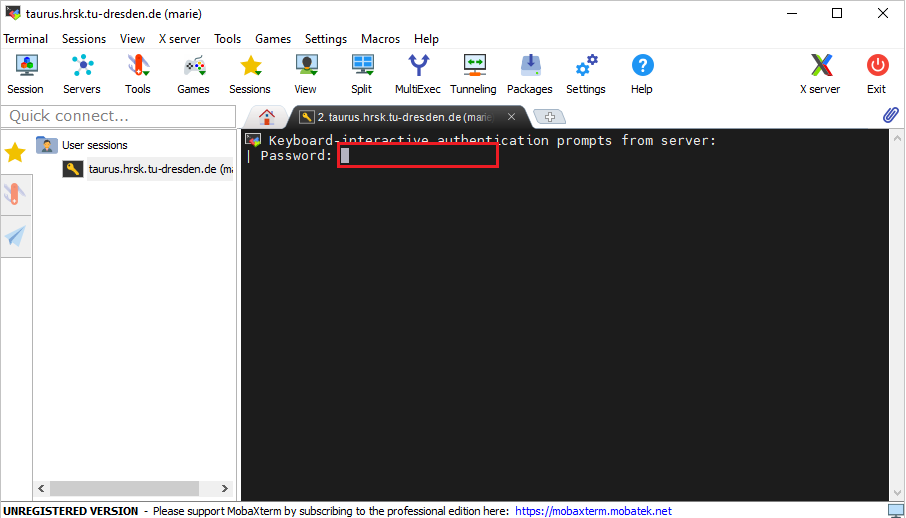 taurus.hrsk.tu-dresden.de (marie)
Terminal Sessions View X server Tools Games Settings Macros Help
Session Servers Tools Games Sessions View Split MultiExec Tunneling Packages Settings Help X server Exit
Quick connect...
2. taurus.hrsk.tu-dresden.de (marie
User sessions
taurus.hrsk.tu-dresden.de (ma
Keyboard-interactive authentication prompts from server:
| Password:
UNREGISTERED VERSION - Please support MobaXterm by subscribing to the professional edition here: https://mobaxterm.mobatek.net